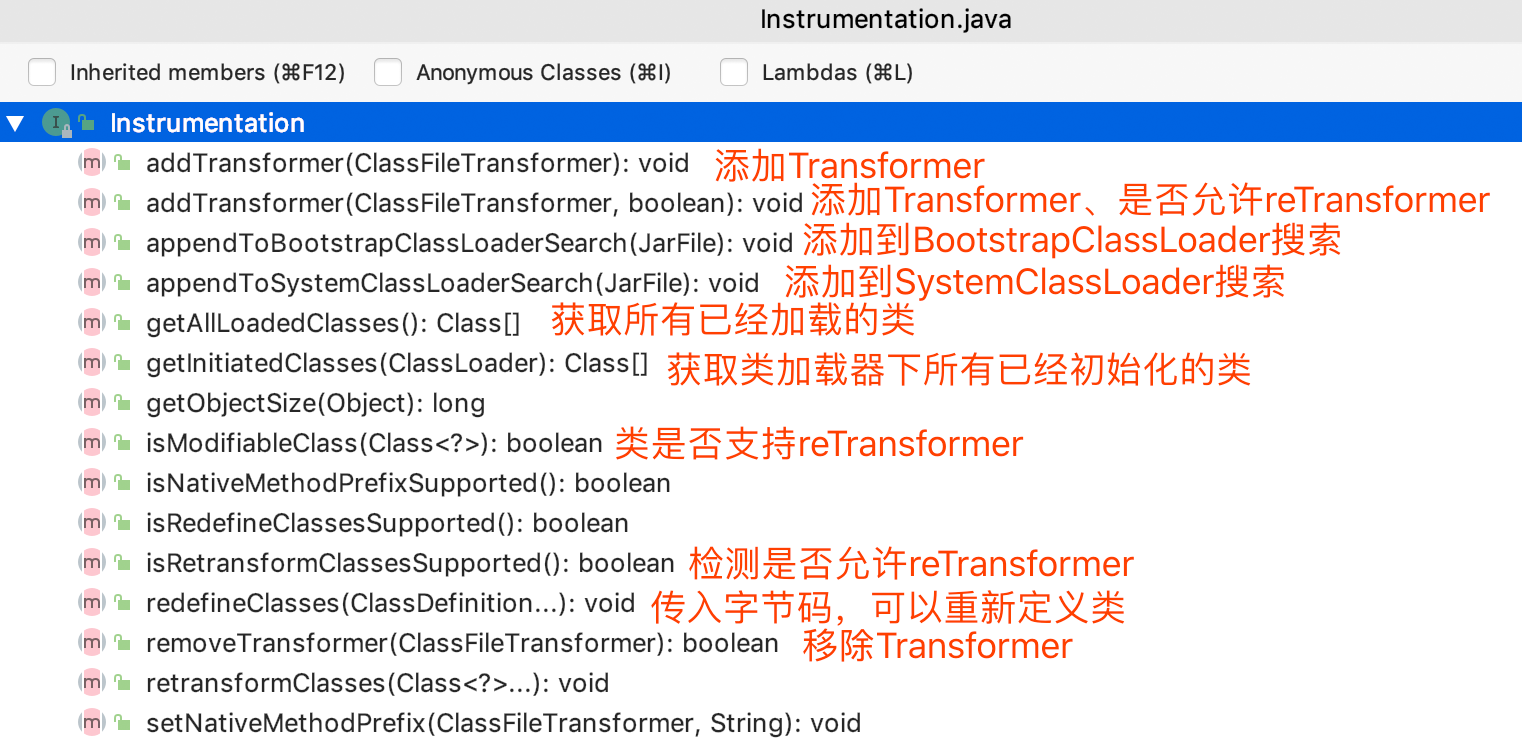 Instrumentation.java
Inherited members (⌘F12) Anonymous Classes (⌘I) Lambdas (⌘L)
I Instrumentation
m addTransformer(ClassFileTransformer): void 添加Transformer
m addTransformer(ClassFileTransformer, boolean): void 添加Transformer、是否允许reTransformer
m appendToBootstrapClassLoaderSearch(JarFile): void 添加到BootstrapClassLoader搜索
m appendToSystemClassLoaderSearch(JarFile): void 添加到SystemClassLoader搜索
m getAllLoadedClasses(): Class[] 获取所有已经加载的类
m getInitiatedClasses(ClassLoader): Class[] 获取类加载器下所有已经初始化的类
m getObjectSize(Object): long
m isModifiableClass(Class<?>): boolean 类是否支持reTransformer
m isNativeMethodPrefixSupported(): boolean
m isRedefineClassesSupported(): boolean
m isRetransformClassesSupported(): boolean 检测是否允许reTransformer
m redefineClasses(ClassDefinition...): void 传入字节码，可以重新定义类
m removeTransformer(ClassFileTransformer): boolean 移除Transformer
m retransformClasses(Class<?>...): void
m setNativeMethodPrefix(ClassFileTransformer, String): void